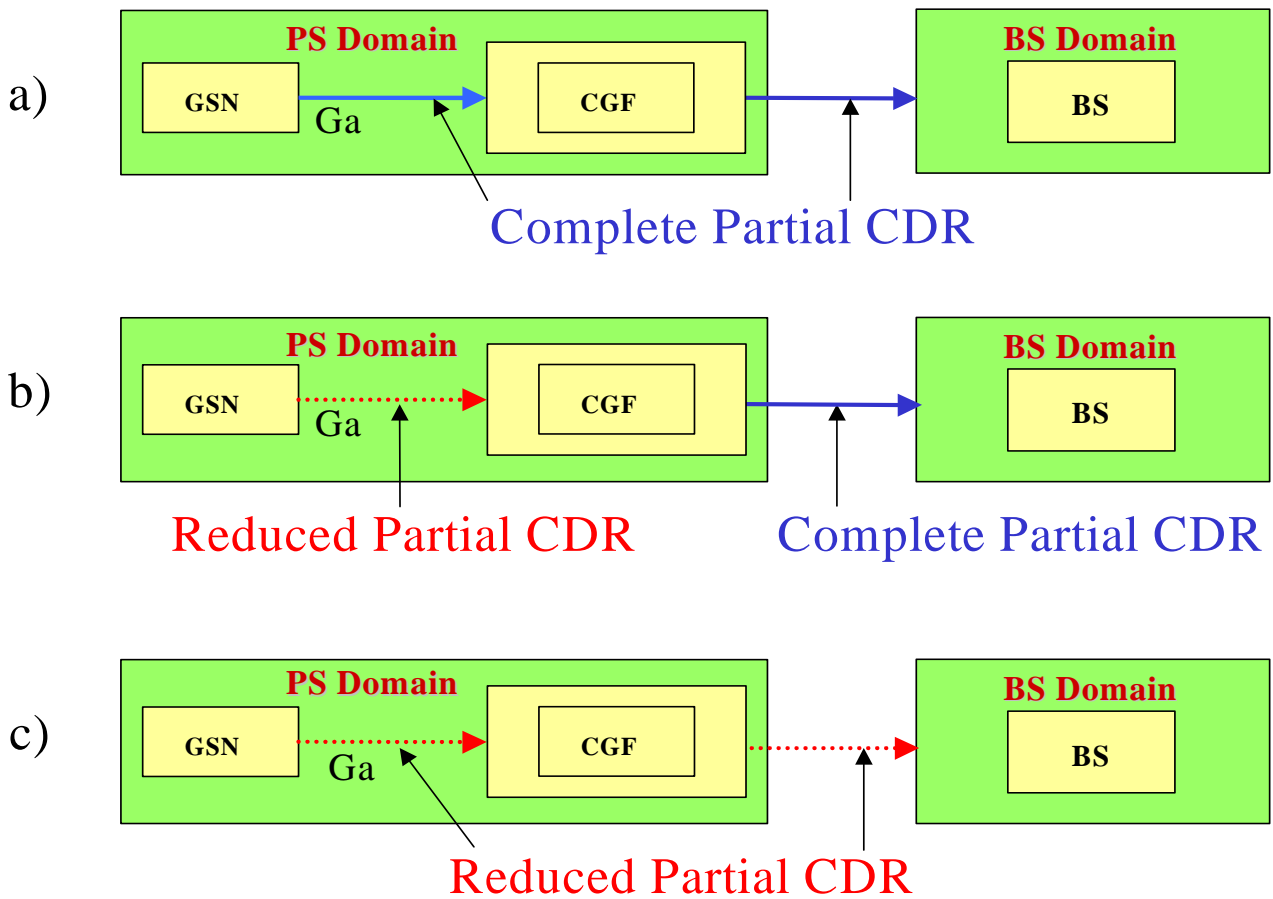 a)
PS Domain
GSN
Ga
CGF
BS Domain
BS
Complete Partial CDR
b)
PS Domain
GSN
Ga
CGF
BS Domain
BS
Reduced Partial CDR
Complete Partial CDR
c)
PS Domain
GSN
Ga
CGF
BS Domain
BS
Reduced Partial CDR